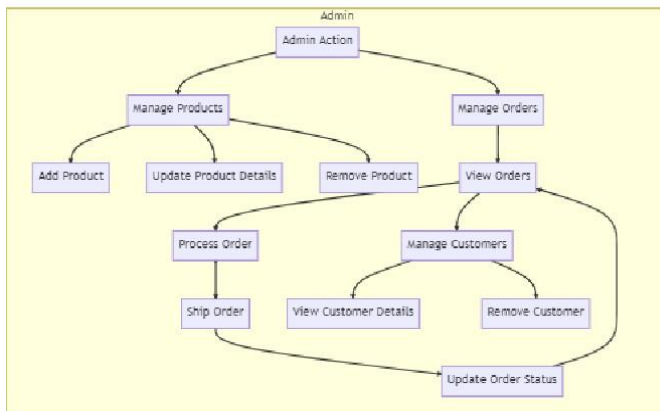 Admin
Admin Action
Manage Products
Manage Orders
Add Product
Update Product Details
Remove Product
View Orders
Process Order
Manage Customers
Ship Order
View Customer Details
Remove Customer
Update Order Status